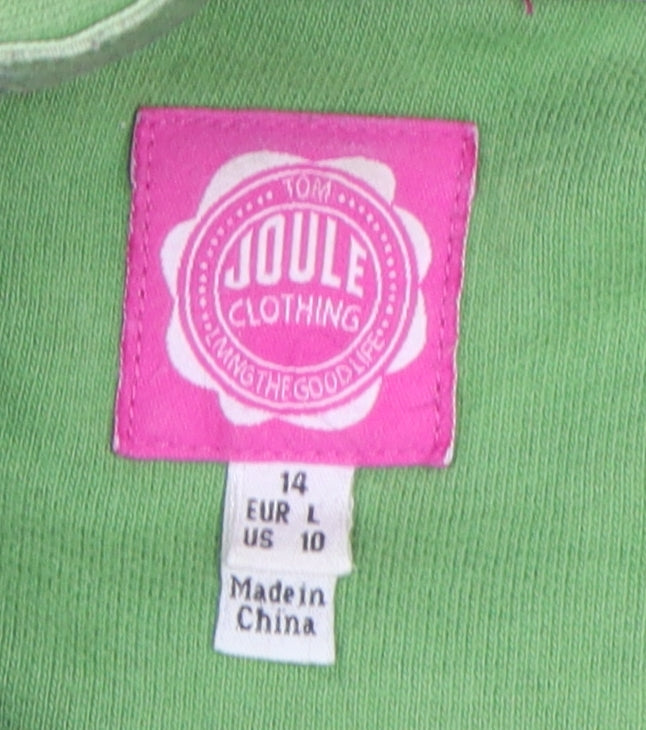 TOM
JOULE
CLOTHING
LIVING THE GOOD LIFE
14
EUR L
US 10
Made in
China